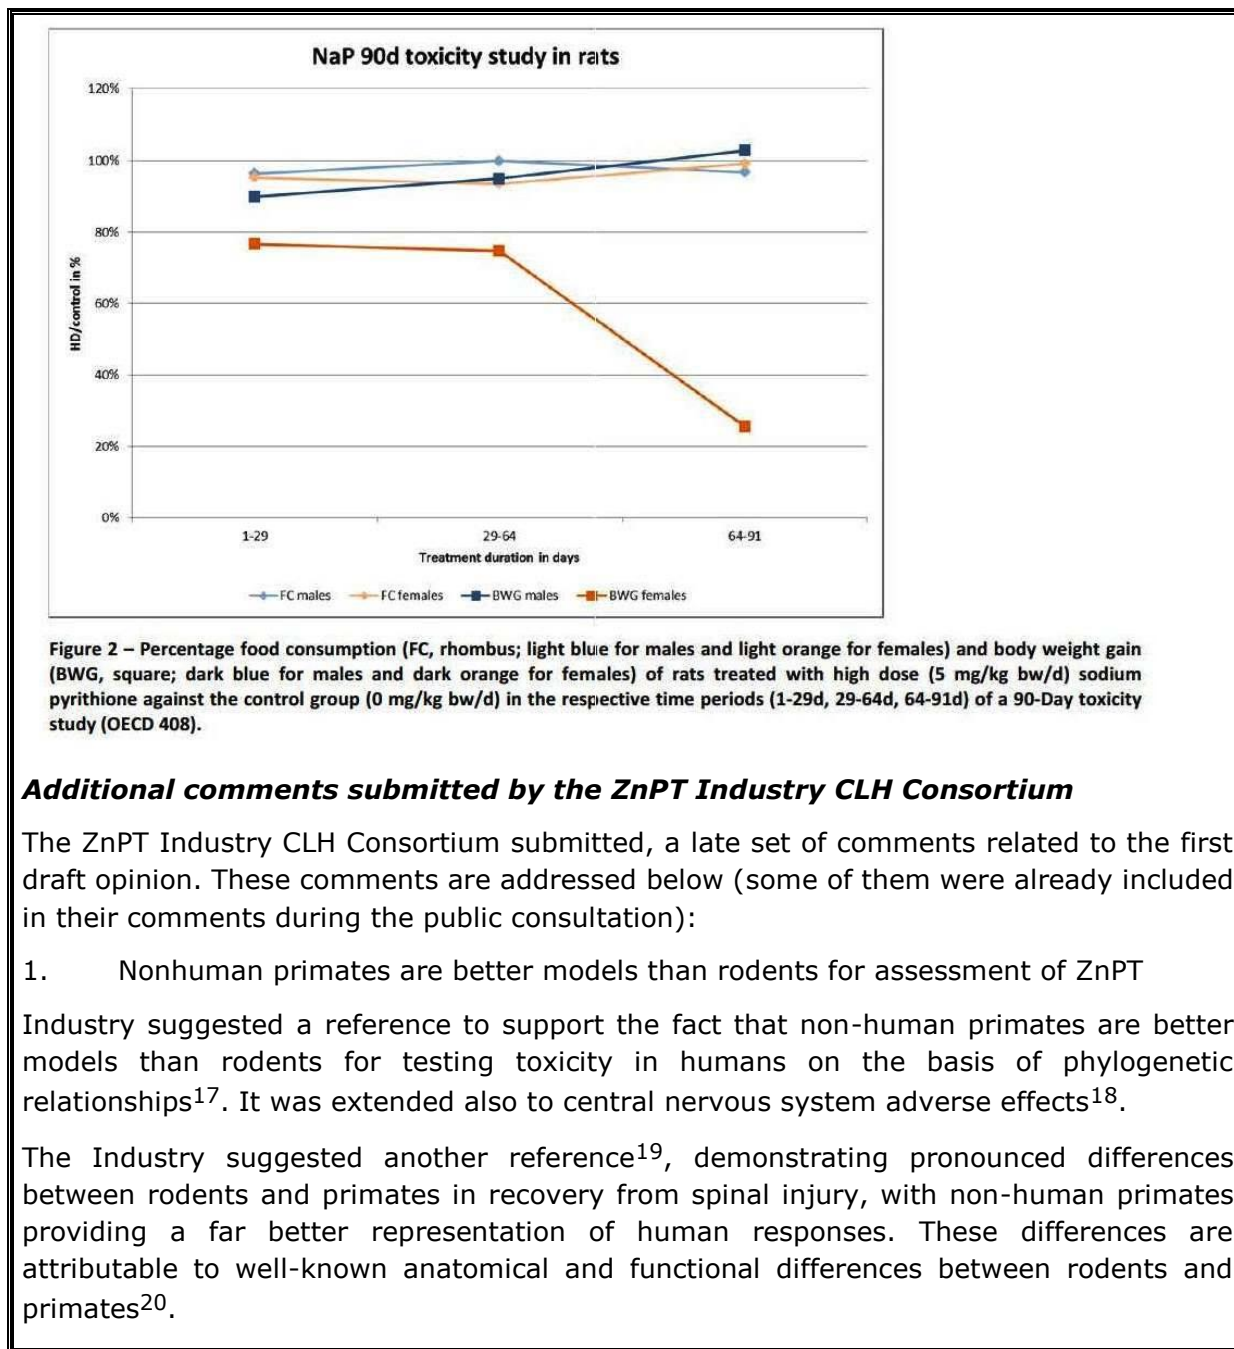 NaP 90d toxicity study in rats
120%
100%
80%
60%
40%
20%
0%
HD/control in %
1-29
29-64
64-91
Treatment duration in days
FC males
FC females
BWG males
BWG females
Figure 2 – Percentage food consumption (FC, rhombus; light blue for males and light orange for females) and body weight gain
(BWG, square; dark blue for males and dark orange for females) of rats treated with high dose (5 mg/kg bw/d) sodium
pyrithione against the control group (0 mg/kg bw/d) in the respective time periods (1-29d, 29-64d, 64-91d) of a 90-Day toxicity
study (OECD 408).
Additional comments submitted by the ZnPT Industry CLH Consortium
The ZnPT Industry CLH Consortium submitted, a late set of comments related to the first
draft opinion. These comments are addressed below (some of them were already included
in their comments during the public consultation):
1. Nonhuman primates are better models than rodents for assessment of ZnPT
Industry suggested a reference to support the fact that non-human primates are better
models than rodents for testing toxicity in humans on the basis of phylogenetic
relationships17. It was extended also to central nervous system adverse effects18.
The Industry suggested another reference19, demonstrating pronounced differences
between rodents and primates in recovery from spinal injury, with non-human primates
providing a far better representation of human responses. These differences are
attributable to well-known anatomical and functional differences between rodents and
primates20.